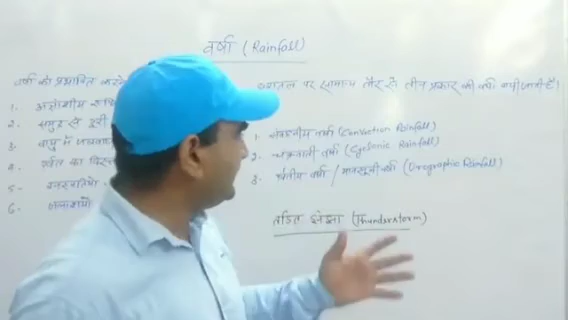 वर्षा (Rainfall)
वर्षा को प्रभावित
1. अक्षांशीय
2. समुद्र से दूरी
3. वायु में
4. पर्वत का
5-
6.
धरातल पर सामान्य तौर से तीन प्रकार की वर्षा पायी जाती है।
1. संवहनीय वर्षा (Convection Rainfall)
2. चक्रवाती वर्षा (Cyclonic Rainfall)
3. पर्वतीय वर्षा / मानसूनी वर्षा (Orographic Rainfall)
तडित झंझा (Thunderstorm)